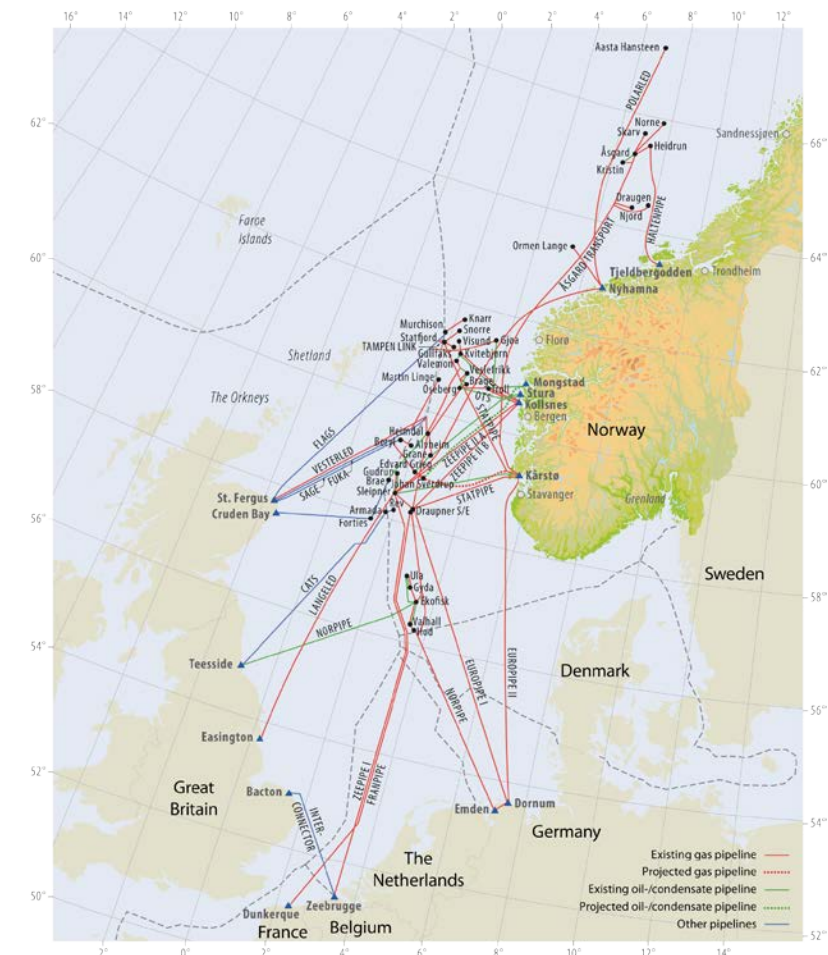 16° 14° 12° 10° 8° 6° 4° 2° 0° 2° 4° 6° 8° 10° 12°
Aasta Hansteen
POLARLED
62°
Norne
Skarv
Sandnessjøen
66°
Åsgard
Heidrun
Kristin
Draugen
Njord
HALTENPIPE
Faroe
Islands
Ormen Lange
ÅSGARD TRANSPORT
60°
64°
Tjeldbergodden
Trondheim
Nyhamna
Knarr
Murchison
Snorre
Statfjord
Visund
Gjøa
Florø
TAMPEN LINK
Gullfaks
Kvitebjørn
Shetland
Valemon
Veslefrikk
62°
Martin Linge
Brage
Oseberg
Troll
Mongstad
58°
OTS
Stura
The Orkneys
Kollsnes
Bergen
STATPIPE
FLAGS
Heimdal
Norway
Beryl
Alvheim
VESTERLED
Grane
ZEEPIPE II A
ZEEPIPE II B
Edvard Grieg
SAGE
FUKA
Gudrun
Brae
Johan Sverdrup
Kårstø
60°
St. Fergus
Sleipner
STATPIPE
Stavanger
Grenland
Cruden Bay
Rev
56°
Armada
Draupner S/E
Forties
Ula
Sweden
CATS
LANGELED
Gyda
Ekofisk
58°
NORPIPE
Valhall
Hod
54°
Teesside
Denmark
EUROPIPE II
EUROPIPE I
NORPIPE
56°
Easington
52°
Great
Britain
Bacton
ZEEPIPE I
FRANPIPE
INTER-
CONNECTOR
Emden
Dornum
54°
Germany
The
Netherlands
Existing gas pipeline
Projected gas pipeline
Existing oil-/condensate pipeline
Projected oil-/condensate pipeline
Other pipelines
50°
Zeebrugge
Dunkerque
France
Belgium
52°
2° 0° 2° 4° 6° 8° 10° 12° 14°